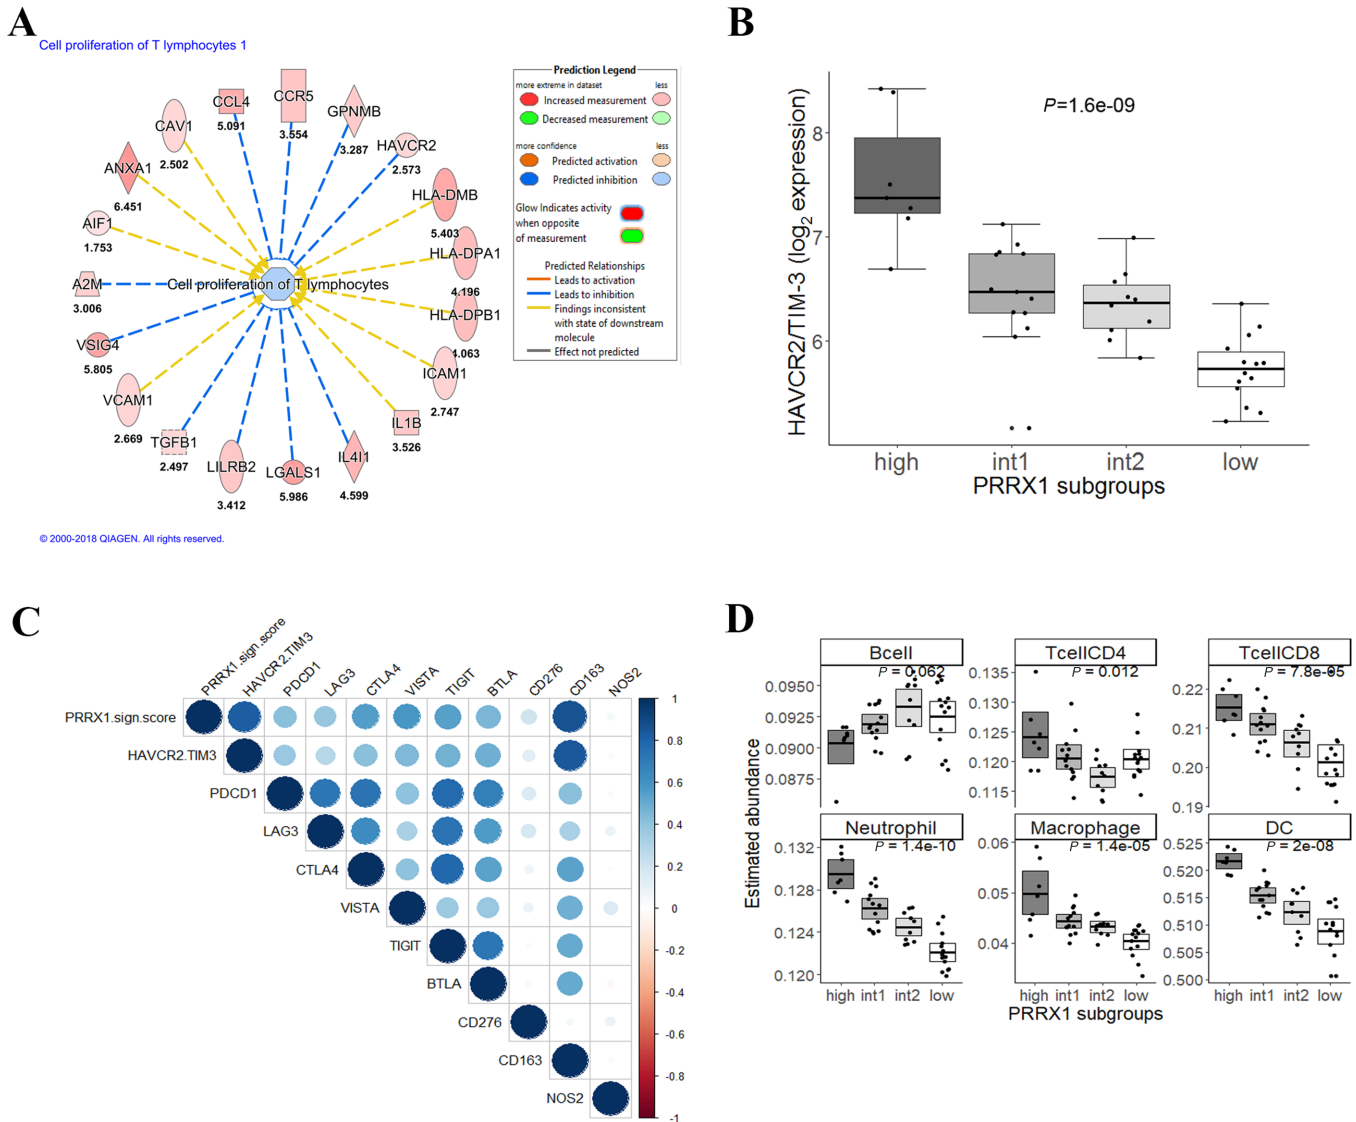 A
Cell proliferation of T lymphocytes 1
CCL4
5.091
CCR5
3.554
GPNMB
3.287
CAV1
2.502
HAVCR2
2.573
ANXA1
6.451
HLA-DMB
5.403
AIF1
1.753
HLA-DPA1
4.196
A2M
3.006
Cell proliferation of T lymphocytes
HLA-DPB1
4.063
VSIG4
5.805
ICAM1
2.747
VCAM1
2.669
IL1B
3.526
TGFB1
2.497
LILRB2
3.412
LGALS1
5.986
IL4I1
4.599
Prediction Legend
more extreme in dataset less
Increased measurement
Decreased measurement
more confidence less
Predicted activation
Predicted inhibition
Glow Indicates activity
when opposite
of measurement
Predicted Relationships
Leads to activation
Leads to inhibition
Findings inconsistent
with state of downstream
molecule
Effect not predicted
© 2000-2018 QIAGEN. All rights reserved.
B
HAVCR2/TIM-3 (log2 expression)
P=1.6e-09
8
7
6
high int1 int2 low
PRRX1 subgroups
C
PRRX1.sign.score HAVCR2.TIM3 PDCD1 LAG3 CTLA4 VISTA TIGIT BTLA CD276 CD163 NOS2
PRRX1.sign.score
HAVCR2.TIM3
PDCD1
LAG3
CTLA4
VISTA
TIGIT
BTLA
CD276
CD163
NOS2
1
0.8
0.6
0.4
0.2
0
-0.2
-0.4
-0.6
-0.8
-1
D
Estimated abundance
Bcell
P = 0.062
0.0950
0.0925
0.0900
0.0875
TcellCD4
P = 0.012
0.135
0.130
0.125
0.120
0.115
TcellCD8
P = 7.8e-05
0.22
0.21
0.20
0.19
Neutrophil
P = 1.4e-10
0.132
0.128
0.124
0.120
Macrophage
P = 1.4e-05
0.06
0.05
0.04
DC
P = 2e-08
0.525
0.520
0.515
0.510
0.505
0.500
high int1 int2 low
high int1 int2 low
high int1 int2 low
PRRX1 subgroups